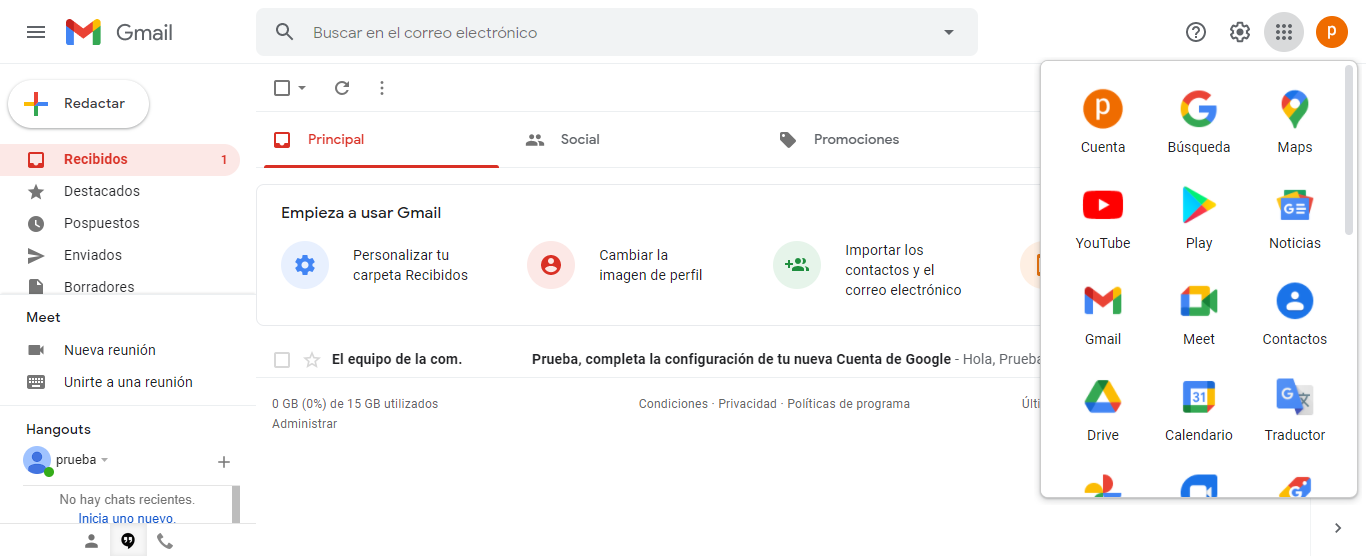 Gmail
Buscar en el correo electrónico
p
Redactar
Recibidos 1
Destacados
Pospuestos
Enviados
Borradores
Meet
Nueva reunión
Unirte a una reunión
Hangouts
prueba
No hay chats recientes.
Inicia uno nuevo.
Principal
Social
Promociones
Empieza a usar Gmail
Personalizar tu
carpeta Recibidos
Cambiar la
imagen de perfil
Importar los
contactos y el
correo electrónico
El equipo de la com. Prueba, completa la configuración de tu nueva Cuenta de Google - Hola, Prueba
0 GB (0%) de 15 GB utilizados
Administrar
Condiciones · Privacidad · Políticas de programa
Últi
p
Cuenta
Búsqueda
Maps
YouTube
Play
GE
Noticias
Gmail
Meet
Contactos
Drive
31
Calendario
G 文
Traductor